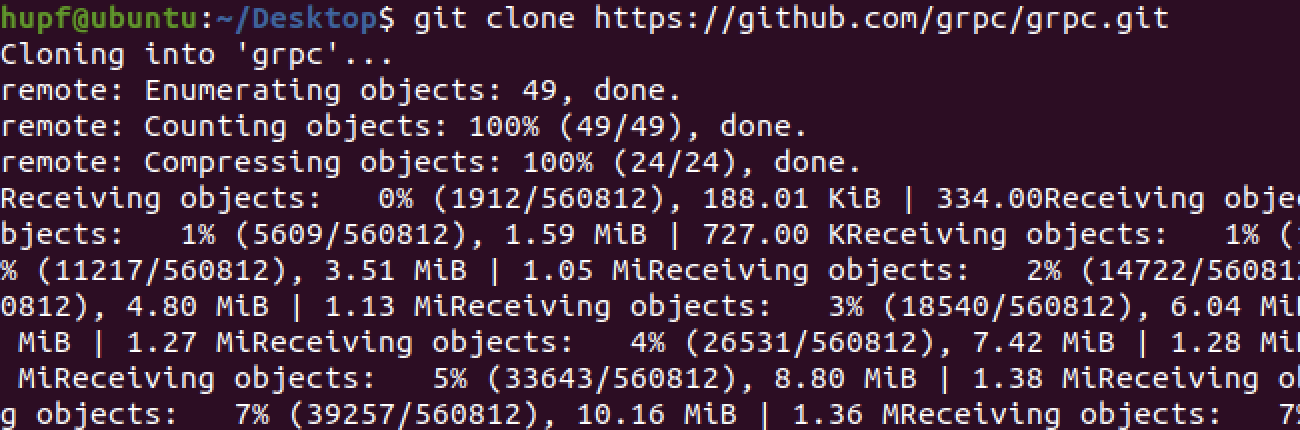 hupf@ubuntu:~/Desktop$ git clone https://github.com/grpc/grpc.git
Cloning into 'grpc'...
remote: Enumerating objects: 49, done.
remote: Counting objects: 100% (49/49), done.
remote: Compressing objects: 100% (24/24), done.
Receiving objects:   0% (1912/560812), 188.01 KiB | 334.00Receiving obje
bjects:   1% (5609/560812), 1.59 MiB | 727.00 KReceiving objects:   1% (
% (11217/560812), 3.51 MiB | 1.05 MiReceiving objects:   2% (14722/56081
0812), 4.80 MiB | 1.13 MiReceiving objects:   3% (18540/560812), 6.04 Mi
 MiB | 1.27 MiReceiving objects:   4% (26531/560812), 7.42 MiB | 1.28 Mi
 MiReceiving objects:   5% (33643/560812), 8.80 MiB | 1.38 MiReceiving o
g objects:   7% (39257/560812), 10.16 MiB | 1.36 MReceiving objects:   7%